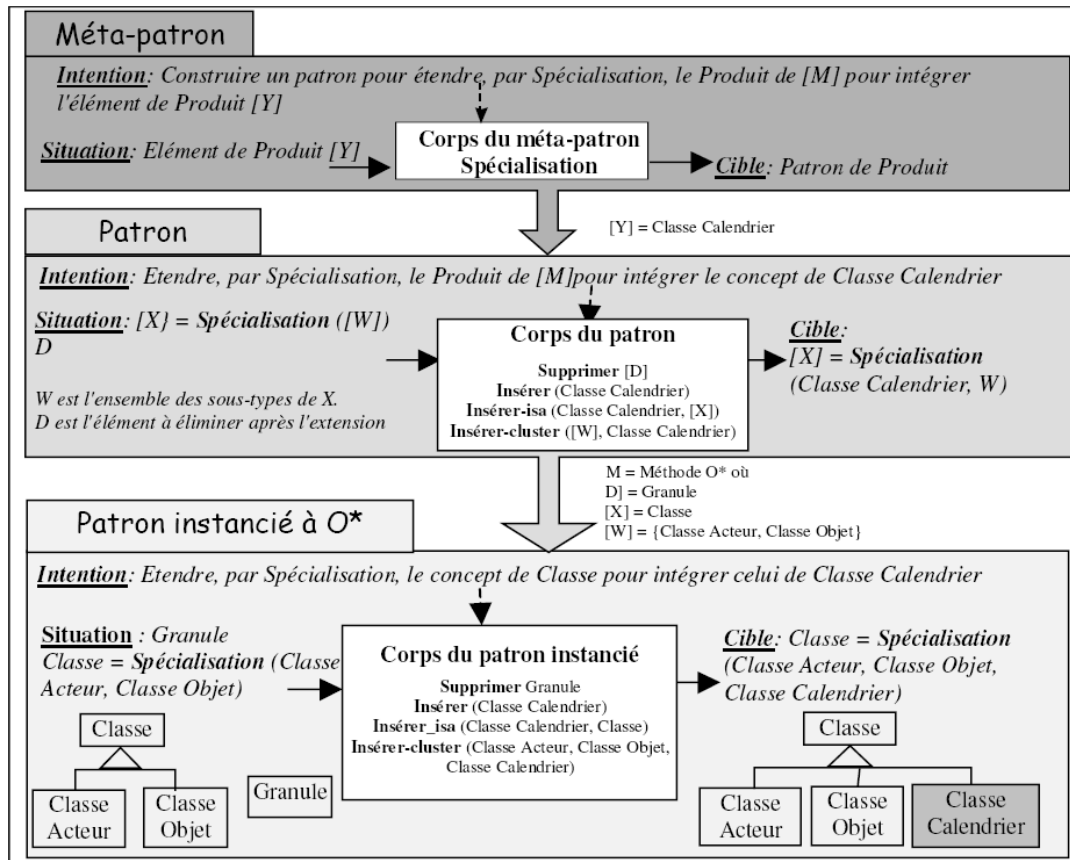 Méta-patron
Intention: Construire un patron pour étendre, par Spécialisation, le Produit de [M] pour intégrer
l'élément de Produit [Y]
Situation: Elément de Produit [Y]
Corps du méta-patron
Spécialisation
Cible: Patron de Produit
[Y] = Classe Calendrier
Patron
Intention: Etendre, par Spécialisation, le Produit de [M]pour intégrer le concept de Classe Calendrier
Situation: [X} = Spécialisation ([W])
D
W est l'ensemble des sous-types de X.
D est l'élément à éliminer après l'extension
Corps du patron
Supprimer [D]
Insérer (Classe Calendrier)
Insérer-isa (Classe Calendrier, [X])
Insérer-cluster ([W], Classe Calendrier)
Cible:
[X] = Spécialisation
(Classe Calendrier, W)
M = Méthode O* où
D] = Granule
[X] = Classe
[W] = {Classe Acteur, Classe Objet}
Patron instancié à O*
Intention: Etendre, par Spécialisation, le concept de Classe pour intégrer celui de Classe Calendrier
Situation : Granule
Classe = Spécialisation (Classe
Acteur, Classe Objet)
Classe
Classe
Acteur
Classe
Objet
Granule
Corps du patron instancié
Supprimer Granule
Insérer (Classe Calendrier)
Insérer_isa (Classe Calendrier, Classe)
Insérer-cluster (Classe Acteur, Classe Objet,
Classe Calendrier)
Cible: Classe = Spécialisation
(Classe Acteur, Classe Objet,
Classe Calendrier)
Classe
Classe
Acteur
Classe
Objet
Classe
Calendrier